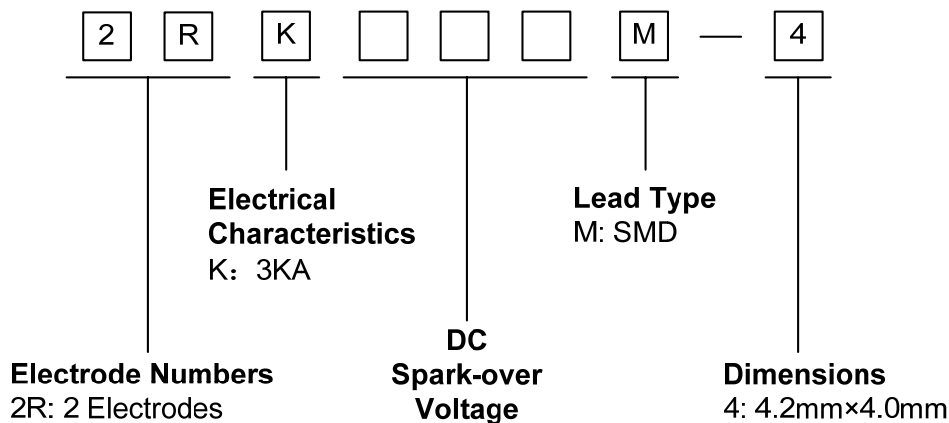 2 R K M — 4
Electrical
Characteristics
K：3KA
Lead Type
M: SMD
DC
Spark-over
Voltage
Electrode Numbers
2R: 2 Electrodes
Dimensions
4: 4.2mm×4.0mm